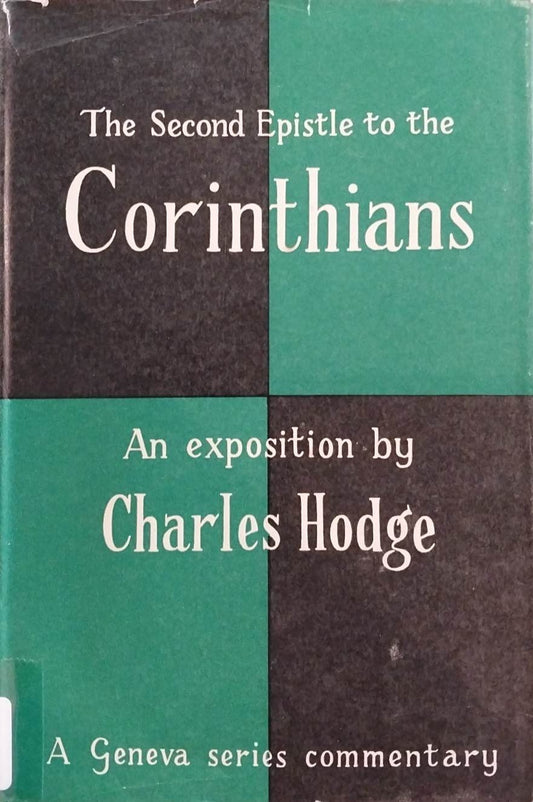 The Second Epistle to the
Corinthians
An exposition by
Charles Hodge
A Geneva series commentary